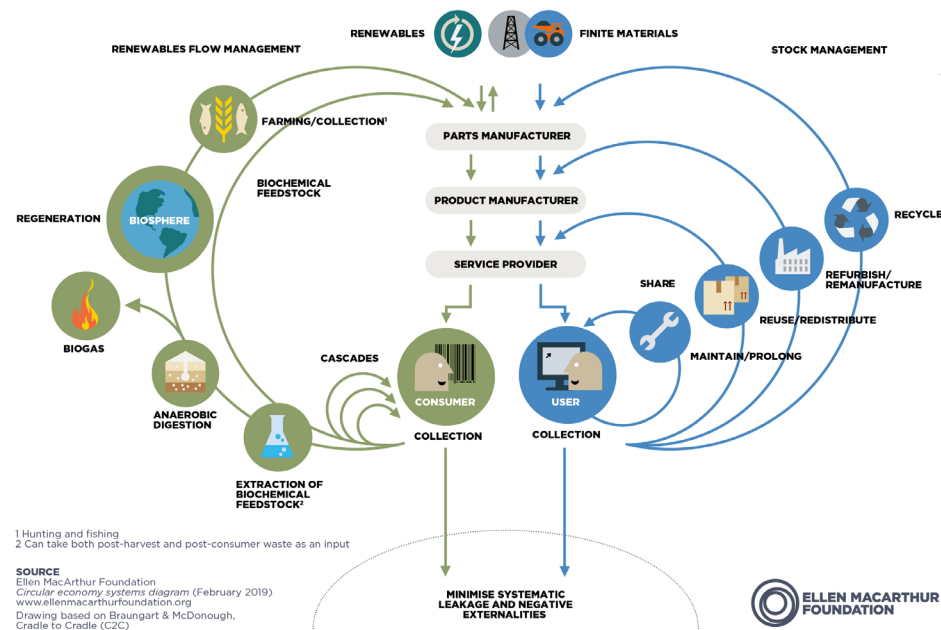 RENEWABLES FLOW MANAGEMENT
RENEWABLES
FINITE MATERIALS
STOCK MANAGEMENT
FARMING/COLLECTION¹
PARTS MANUFACTURER
BIOCHEMICAL
FEEDSTOCK
PRODUCT MANUFACTURER
REGENERATION
BIOSPHERE
RECYCLE
SERVICE PROVIDER
SHARE
REFURBISH/
REMANUFACTURE
REUSE/REDISTRIBUTE
BIOGAS
CASCADES
MAINTAIN/PROLONG
CONSUMER
USER
ANAEROBIC
DIGESTION
COLLECTION
COLLECTION
EXTRACTION OF
BIOCHEMICAL
FEEDSTOCK²
1 Hunting and fishing
2 Can take both post-harvest and post-consumer waste as an input
SOURCE
Ellen MacArthur Foundation
Circular economy systems diagram (February 2019)
www.ellenmacarthurfoundation.org
Drawing based on Braungart & McDonough,
Cradle to Cradle (C2C)
MINIMISE SYSTEMATIC
LEAKAGE AND NEGATIVE
EXTERNALITIES
ELLEN MACARTHUR
FOUNDATION